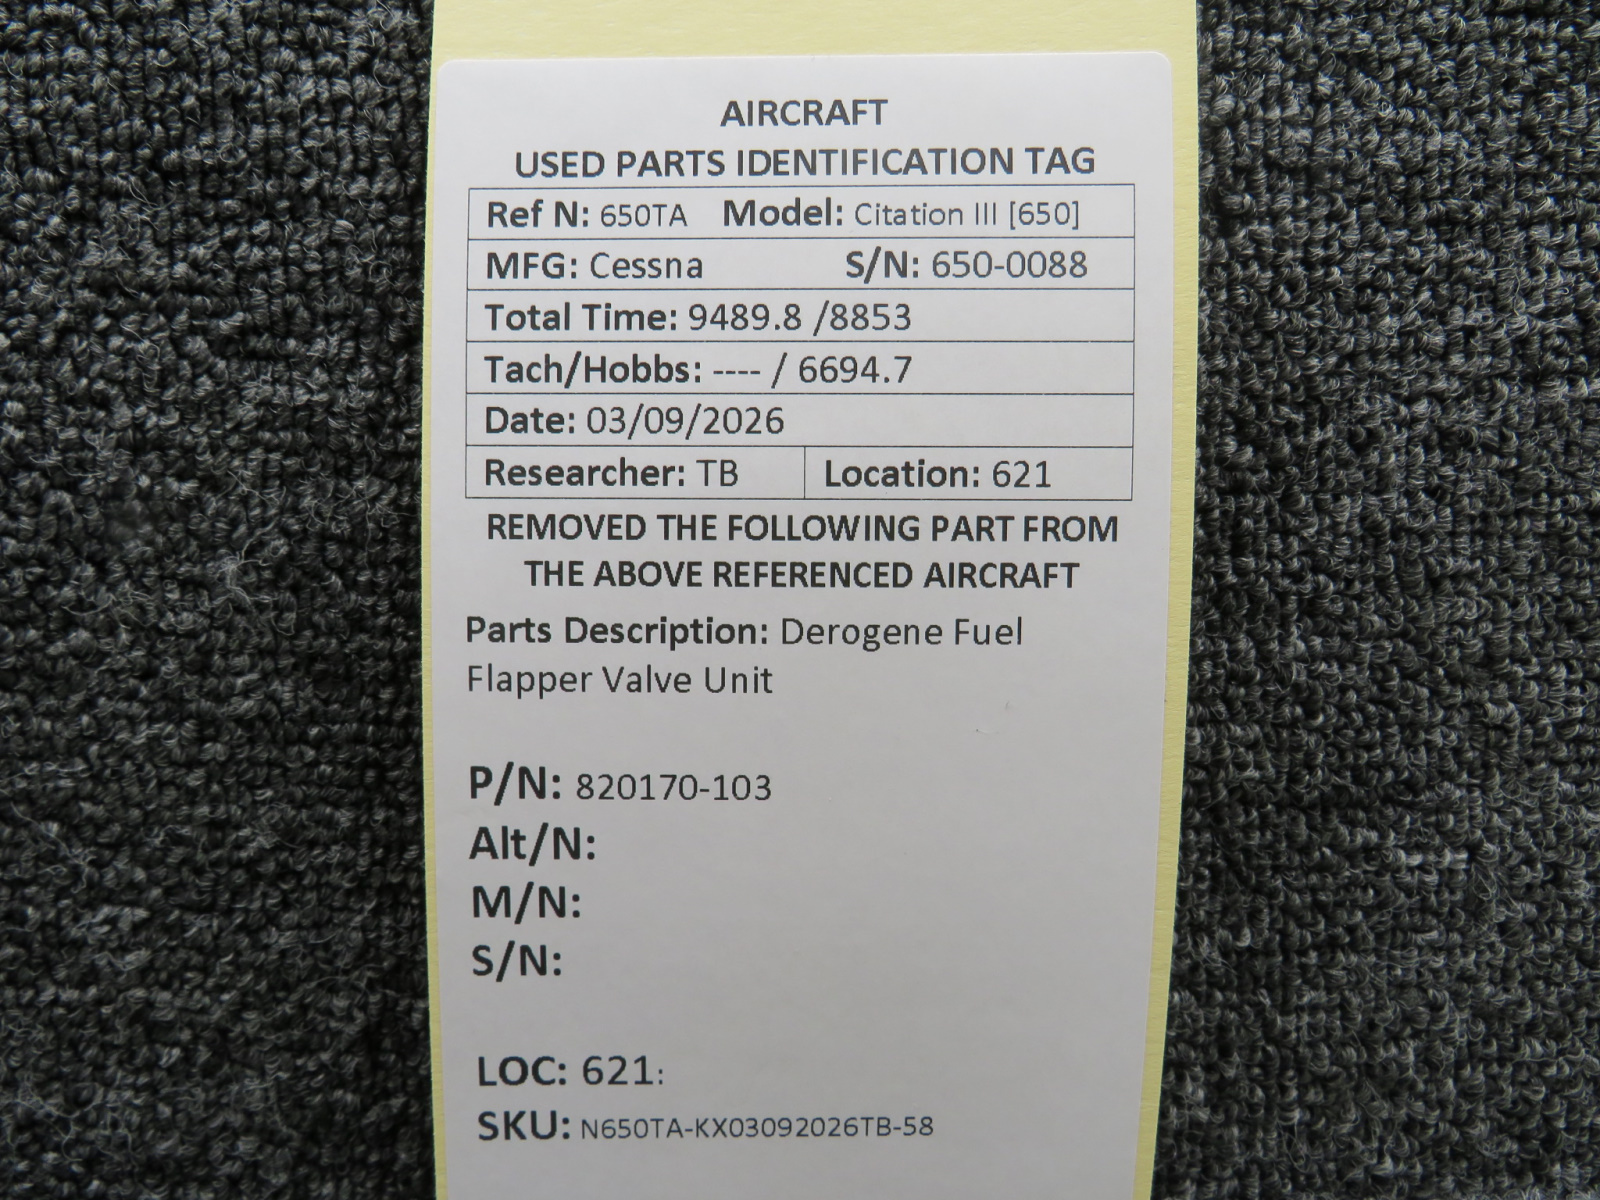 AIRCRAFT
USED PARTS IDENTIFICATION TAG
Ref N: 650TA Model: Citation III [650]
MFG: Cessna S/N: 650-0088
Total Time: 9489.8 /8853
Tach/Hobbs: ---- / 6694.7
Date: 03/09/2026
Researcher: TB Location: 621
REMOVED THE FOLLOWING PART FROM
THE ABOVE REFERENCED AIRCRAFT
Parts Description: Derogene Fuel
Flapper Valve Unit
P/N: 820170-103
Alt/N:
M/N:
S/N:
LOC: 621:
SKU: N650TA-KX03092026TB-58